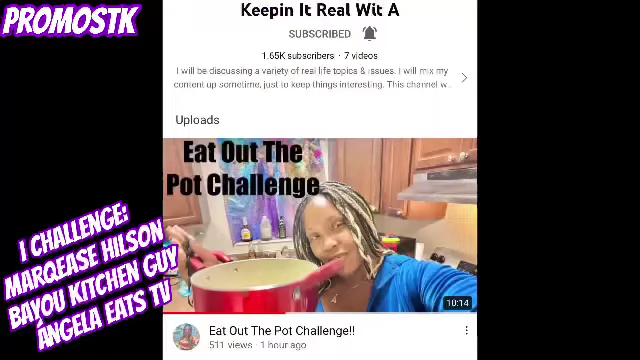 PROMOSTK
Keepin It Real Wit A
SUBSCRIBED
1.65K subscribers • 7 videos
I will be discussing a variety of real life topics & issues. I will mix my
content up sometime, just to keep things interesting. This channel w...
Uploads
Eat Out The
Pot Challenge
10:14
Eat Out The Pot Challenge!!
511 views • 1 hour ago
I CHALLENGE:
MARQEASE HILSON
BAYOU KITCHEN GUY
ANGELA EATS TV